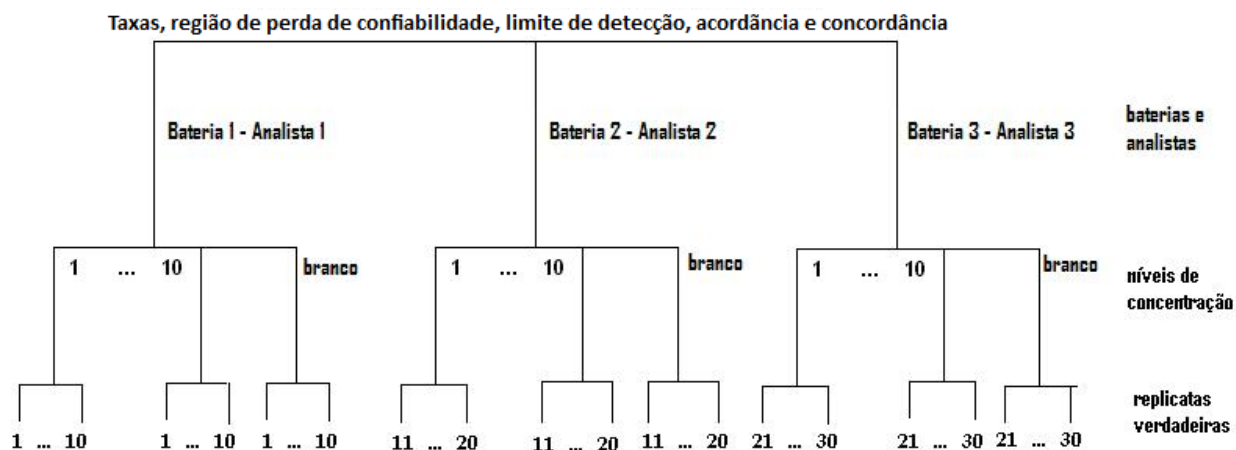 Taxas, região de perda de confiabilidade, limite de detecção, acordância e concordância
Bateria 1 - Analista 1
Bateria 2 - Analista 2
Bateria 3 - Analista 3
baterias e
analistas
1 ... 10 branco
1 ... 10 branco
1 ... 10 branco
níveis de
concentração
1 ... 10
1 ... 10
1 ... 10
11 ... 20
11 ... 20
11 ... 20
21 ... 30
21 ... 30
21 ... 30
replicatas
verdadeiras